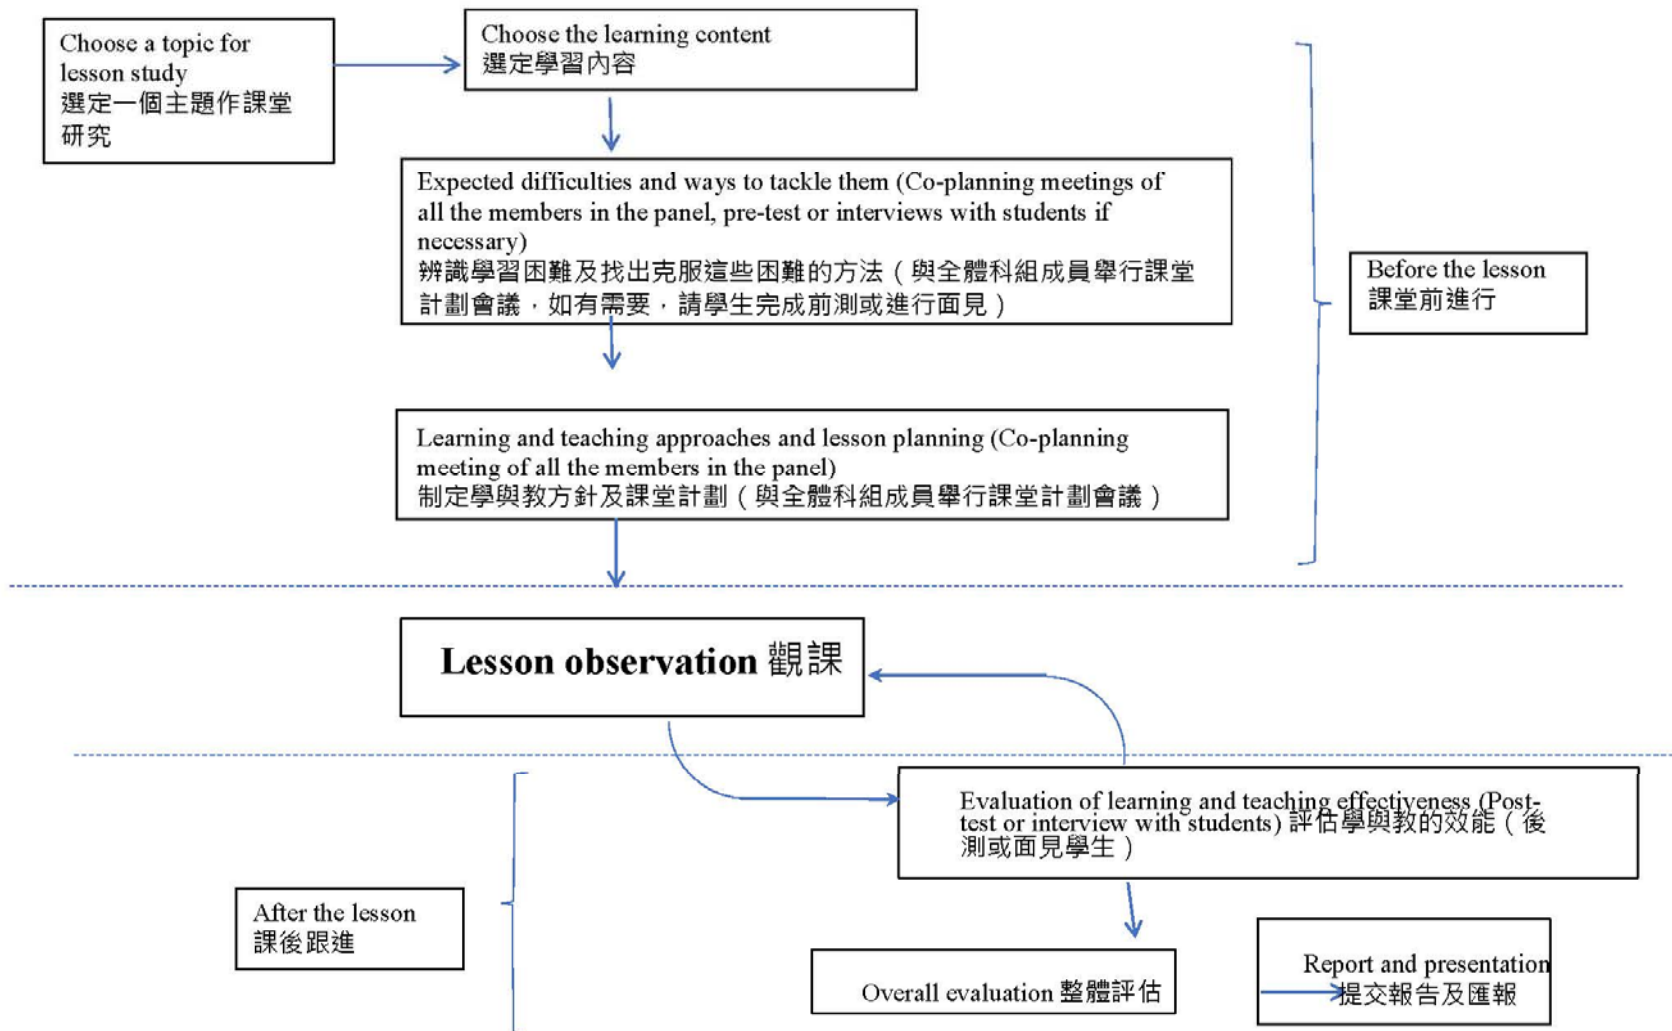 Choose a topic for
lesson study
選定一個主題作課堂
研究
Choose the learning content
選定學習內容
Expected difficulties and ways to tackle them (Co-planning meetings of
all the members in the panel, pre-test or interviews with students if
necessary)
辨識學習困難及找出克服這些困難的方法（與全體科組成員舉行課堂
計劃會議，如有需要，請學生完成前測或進行面見）
Before the lesson
課堂前進行
Learning and teaching approaches and lesson planning (Co-planning
meeting of all the members in the panel)
制定學與教方針及課堂計劃（與全體科組成員舉行課堂計劃會議）
Lesson observation 觀課
Evaluation of learning and teaching effectiveness (Post-
test or interview with students) 評估學與教的效能（後
測或面見學生）
After the lesson
課後跟進
Overall evaluation 整體評估
Report and presentation
提交報告及匯報